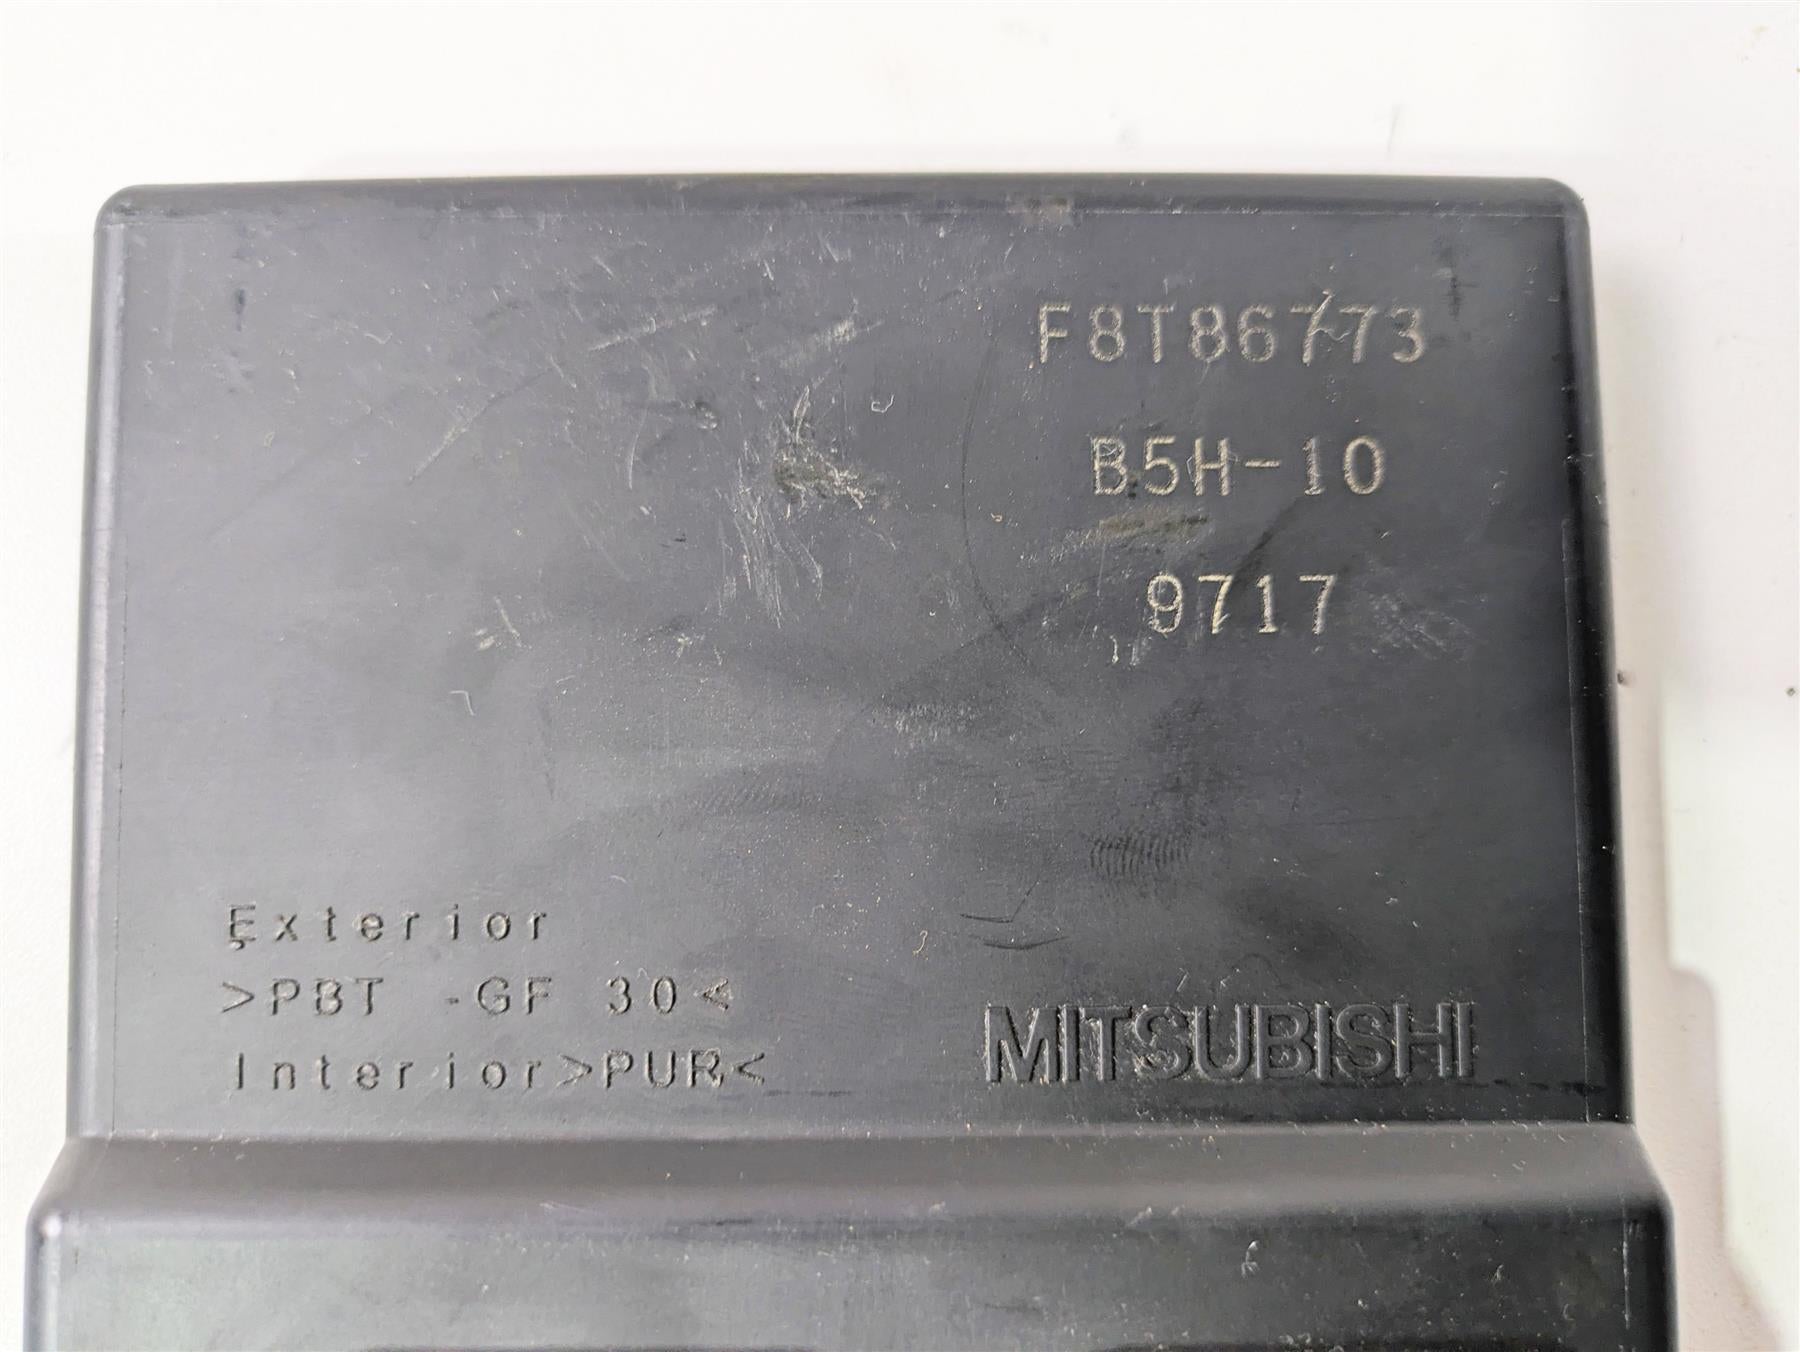 F8T86773
B5H-10
9717
Exterior
>PBT -GF 30<
Interior>PUR<
MITSUBISHI